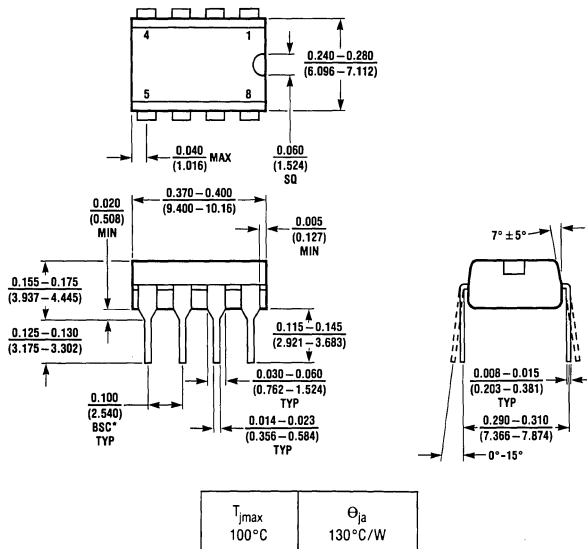 4 1
5 8
0.240 – 0.280
(6.096 – 7.112)
0.040
(1.016) MAX
0.060
(1.524)
SQ
0.370 – 0.400
(9.400 – 10.16)
0.020
(0.508)
MIN
0.005
(0.127)
MIN
7° ±5°
0.155 – 0.175
(3.937 – 4.445)
0.125 – 0.130
(3.175 – 3.302)
0.115 – 0.145
(2.921 – 3.683)
0.030 – 0.060
(0.762 – 1.524)
TYP
0.100
(2.540)
BSC*
TYP
0.014 – 0.023
(0.356 – 0.584)
TYP
0.008 – 0.015
(0.203 – 0.381)
TYP
0.290 – 0.310
(7.366 – 7.874)
0°-15°
Tjmax Θja
100°C 130°C/W